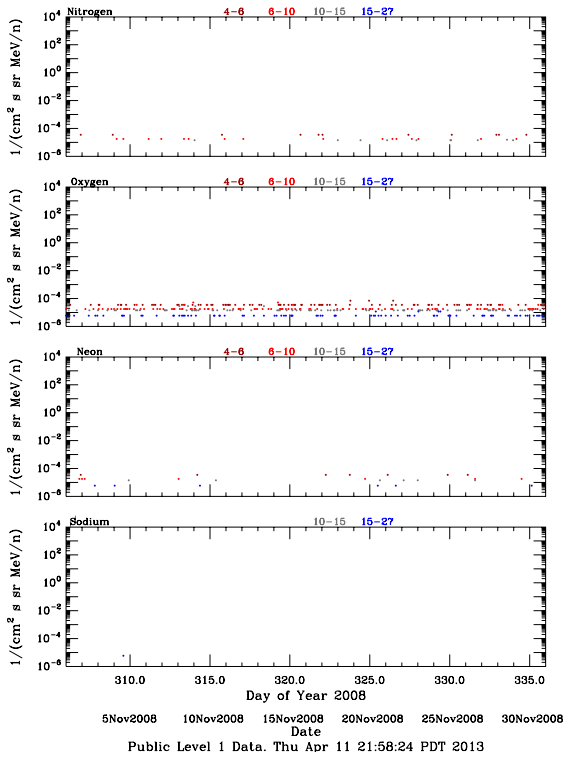 Nitrogen 4-6 6-10 10-15 15-27
10^4
10^2
10^0
10^-2
10^-4
10^-6
1/(cm^2 s sr MeV/n)
Oxygen 4-6 6-10 10-15 15-27
10^4
10^2
10^0
10^-2
10^-4
10^-6
1/(cm^2 s sr MeV/n)
Neon 4-6 6-10 10-15 15-27
10^4
10^2
10^0
10^-2
10^-4
10^-6
1/(cm^2 s sr MeV/n)
Sodium 10-15 15-27
10^4
10^2
10^0
10^-2
10^-4
10^-6
1/(cm^2 s sr MeV/n)
310.0 315.0 320.0 325.0 330.0 335.0
Day of Year 2008
5Nov2008 10Nov2008 15Nov2008 20Nov2008 25Nov2008 30Nov2008
Date
Public Level 1 Data. Thu Apr 11 21:58:24 PDT 2013